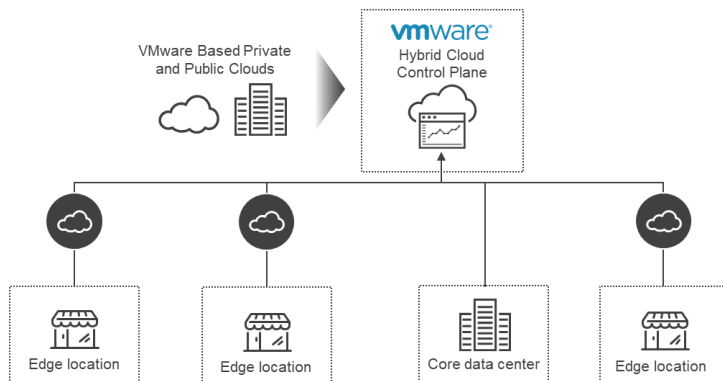 vmware®
VMware Based Private
and Public Clouds
Hybrid Cloud
Control Plane
Edge location
Edge location
Core data center
Edge location